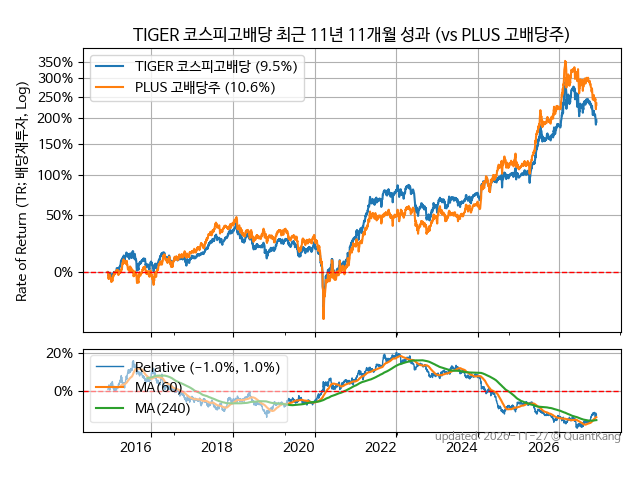 TIGER 코스피고배당 최근 11년 11개월 성과 (vs PLUS 고배당주)
Rate of Return (TR: 배당재투자, Log)
350%
300%
250%
200%
150%
100%
50%
0%
TIGER 코스피고배당 (9.5%)
PLUS 고배당주 (10.6%)
20%
0%
Relative (−1.0%, 1.0%)
MA(60)
MA(240)
2016
2018
2020
2022
2024
2026
updated: 2026-11-27 © QuantKang